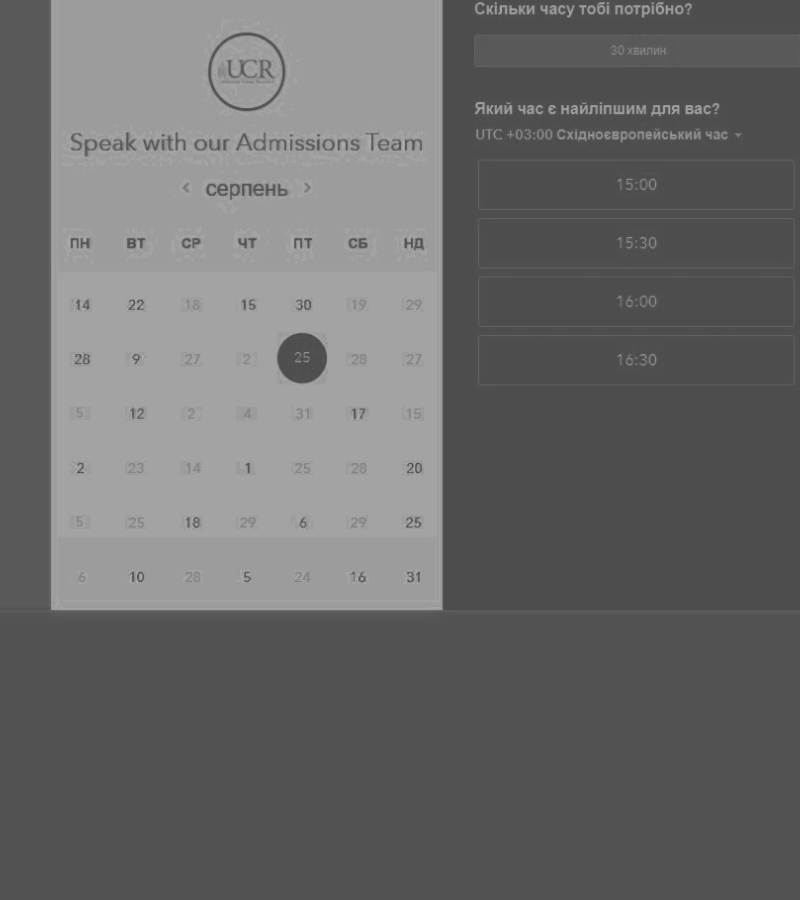 UCR
Speak with our Admissions Team
‹ серпень ›
ПН ВТ СР ЧТ ПТ СБ НД
14 22 18 15 30 19 29
28 9 27 2 25 28 27
5 12 2 4 31 17 15
2 23 14 1 25 28 20
5 25 18 29 6 29 25
6 10 28 5 24 16 31
Скільки часу тобі потрібно?
30 хвилин
Який час є найліпшим для вас?
UTC +03:00 Східноєвропейський час
15:00
15:30
16:00
16:30